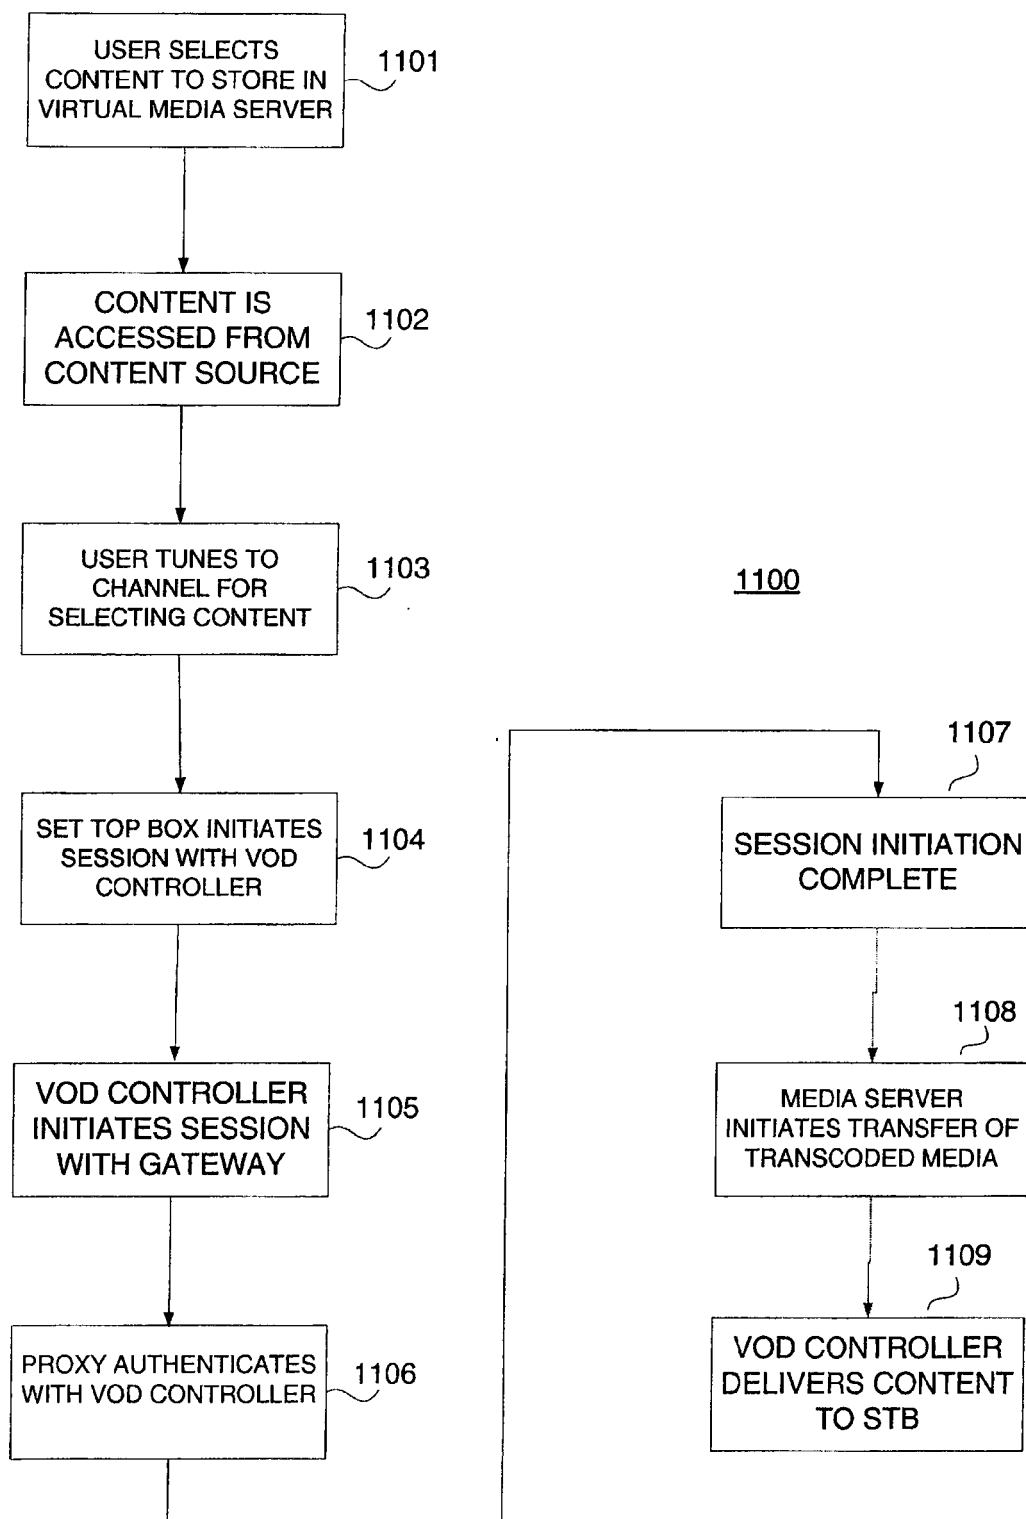 USER SELECTS
CONTENT TO STORE IN
VIRTUAL MEDIA SERVER
1101
CONTENT IS
ACCESSED FROM
CONTENT SOURCE
1102
USER TUNES TO
CHANNEL FOR
SELECTING CONTENT
1103
1100
SET TOP BOX INITIATES
SESSION WITH VOD
CONTROLLER
1104
VOD CONTROLLER
INITIATES SESSION
WITH GATEWAY
1105
PROXY AUTHENTICATES
WITH VOD CONTROLLER
1106
1107
SESSION INITIATION
COMPLETE
1108
MEDIA SERVER
INITIATES TRANSFER OF
TRANSCODED MEDIA
1109
VOD CONTROLLER
DELIVERS CONTENT
TO STB